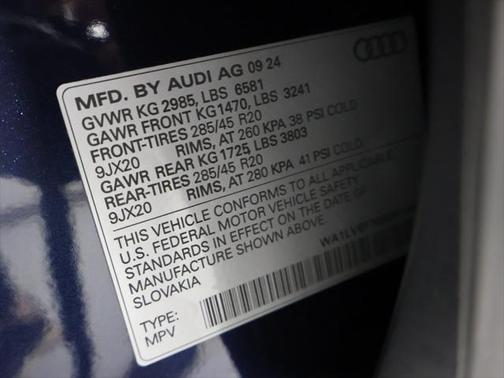 MFD. BY AUDI AG 09 24
GVWR KG 2985, LBS 6581
GAWR FRONT KG 1470, LBS 3241
FRONT-TIRES 285/45 R20
9JX20 RIMS, AT 260 KPA 38 PSI COLD
GAWR REAR KG 1725 LBS 3803
REAR-TIRES 285/45 R20
9JX20 RIMS, AT 280 KPA 41 PSI COLD
THIS VEHICLE CONFORMS TO ALL APPLICABLE
U.S. FEDERAL MOTOR VEHICLE SAFETY
STANDARDS IN EFFECT ON THE DATE OF
MANUFACTURE SHOWN ABOVE.
SLOVAKIA
TYPE:
MPV